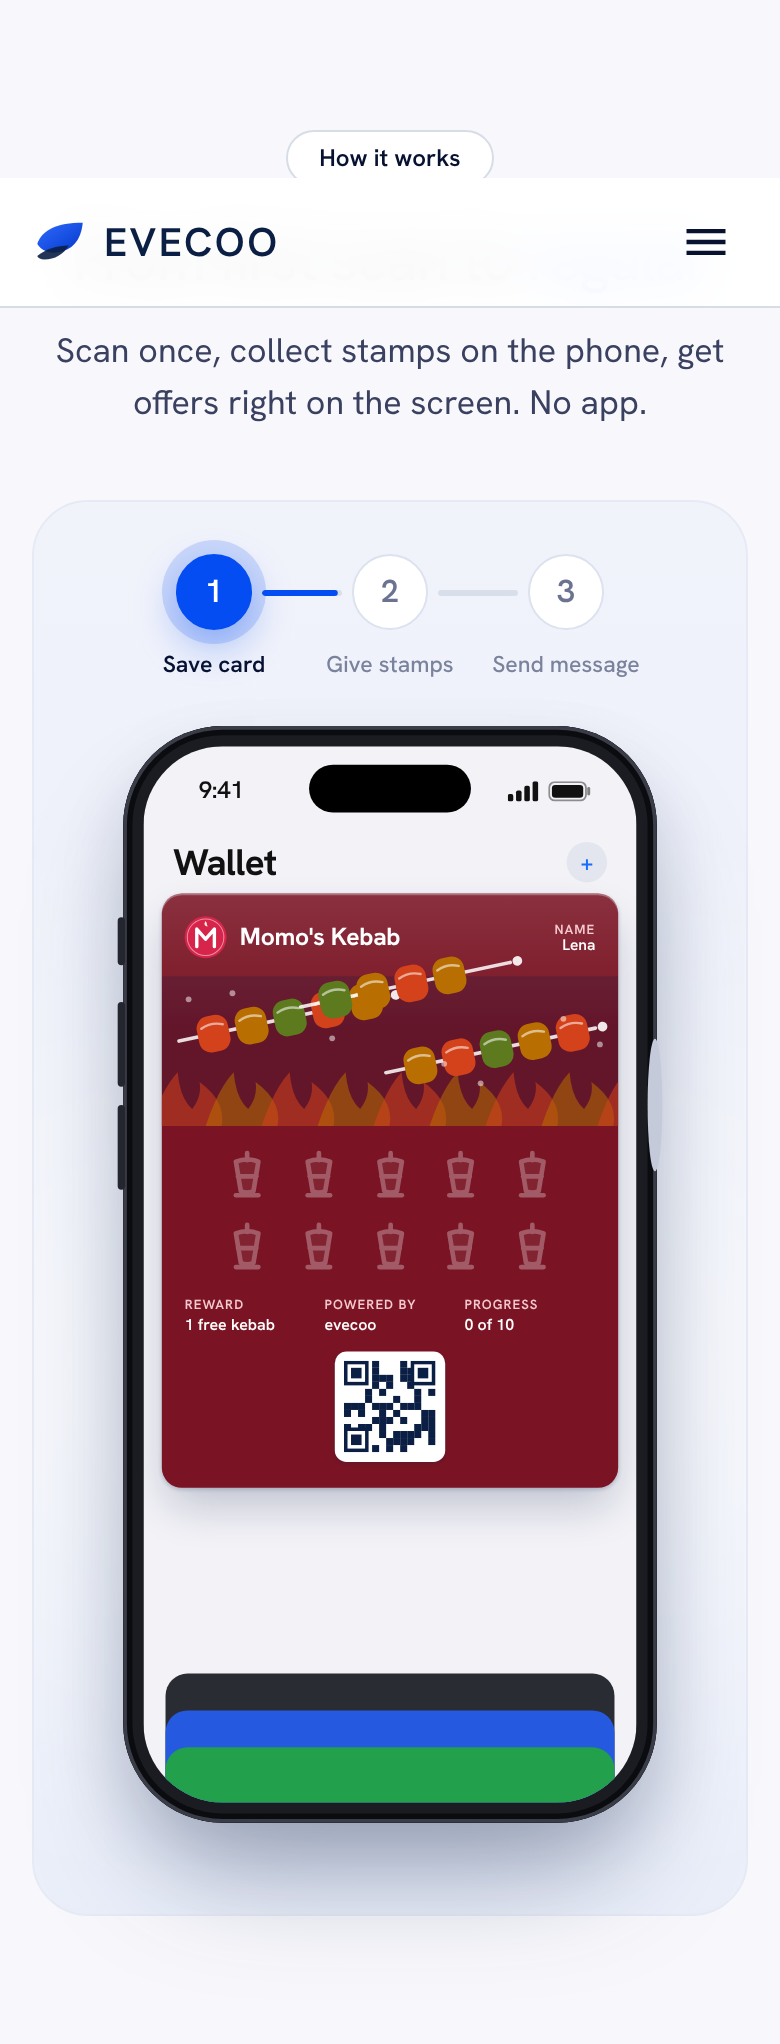 How it works
EVECOO
Scan once, collect stamps on the phone, get
offers right on the screen. No app.
1
2
3
Save card
Give stamps
Send message
9:41
Wallet
+
Momo's Kebab
NAME
Lena
REWARD
POWERED BY
PROGRESS
1 free kebab
evecoo
0 of 10